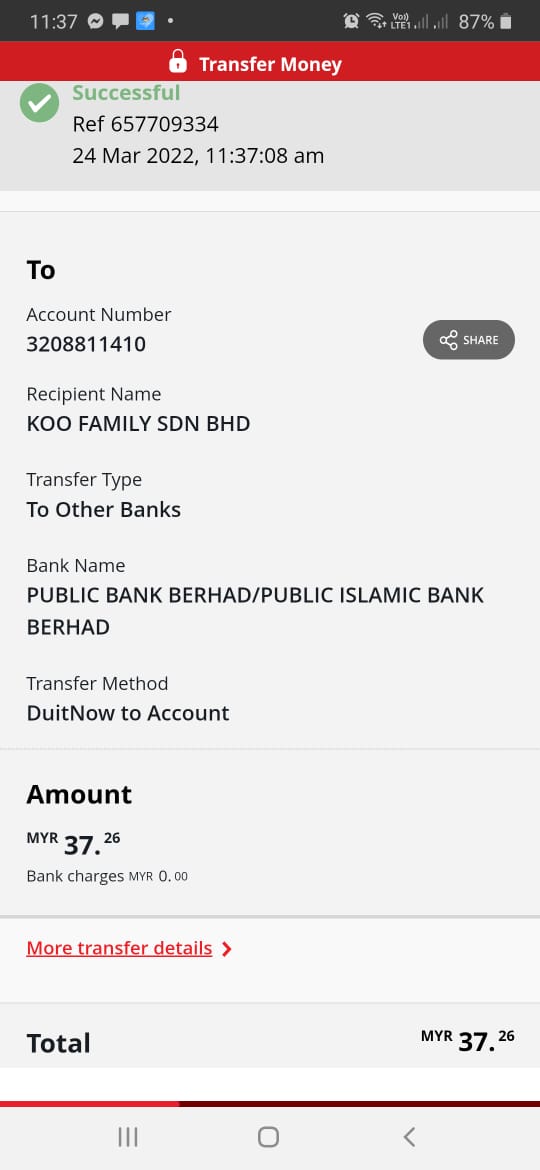 11:37
Vo)) LTE1 87%
Transfer Money
Successful
Ref 657709334
24 Mar 2022, 11:37:08 am
To
Account Number
3208811410
SHARE
Recipient Name
KOO FAMILY SDN BHD
Transfer Type
To Other Banks
Bank Name
PUBLIC BANK BERHAD/PUBLIC ISLAMIC BANK
BERHAD
Transfer Method
DuitNow to Account
Amount
MYR 37.26
Bank charges MYR 0.00
More transfer details
Total MYR 37.26